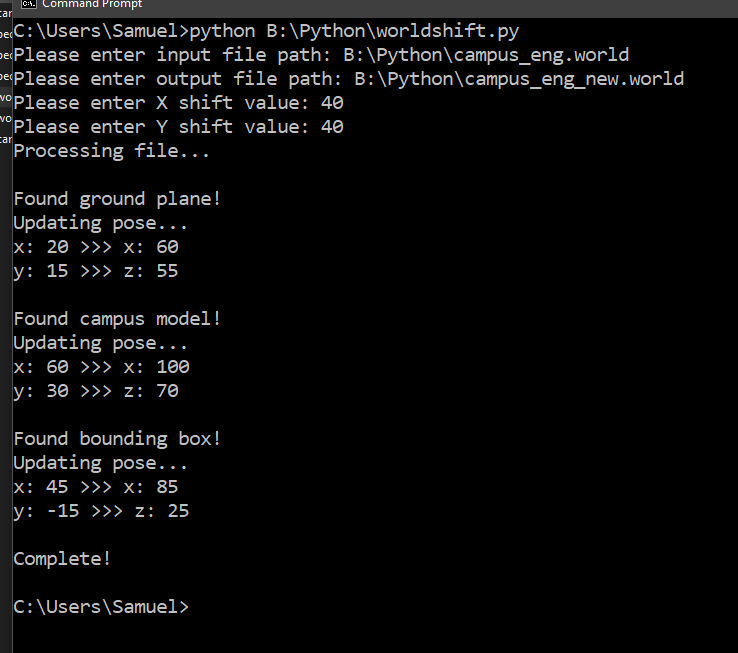 Command Prompt
C:\Users\Samuel>python B:\Python\worldshift.py
Please enter input file path: B:\Python\campus_eng.world
Please enter output file path: B:\Python\campus_eng_new.world
Please enter X shift value: 40
Please enter Y shift value: 40
Processing file...
Found ground plane!
Updating pose...
x: 20 >>> x: 60
y: 15 >>> z: 55
Found campus model!
Updating pose...
x: 60 >>> x: 100
y: 30 >>> z: 70
Found bounding box!
Updating pose...
x: 45 >>> x: 85
y: -15 >>> z: 25
Complete!
C:\Users\Samuel>